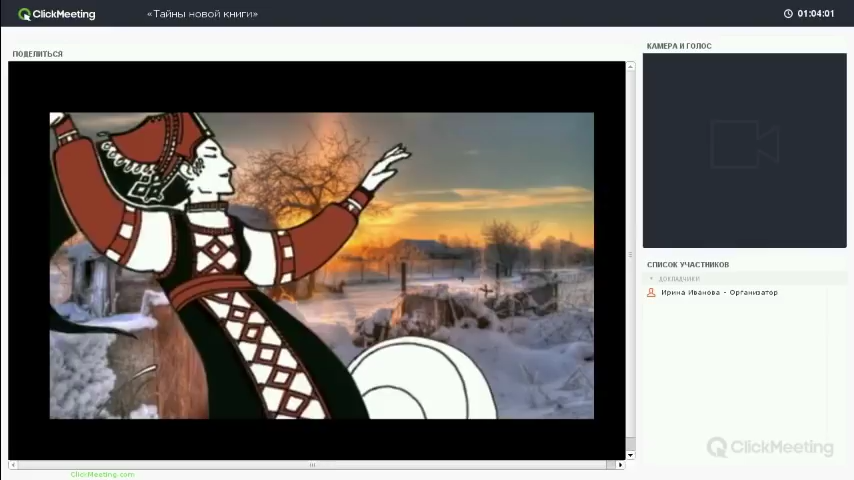 ClickMeeting
«Тайны новой книги»
01:04:01
ПОДЕЛИТЬСЯ
КАМЕРА И ГОЛОС
СПИСОК УЧАСТНИКОВ
ДОКЛАДЧИКИ
Ирина Иванова - Организатор
ClickMeeting
ClickMeeting.com